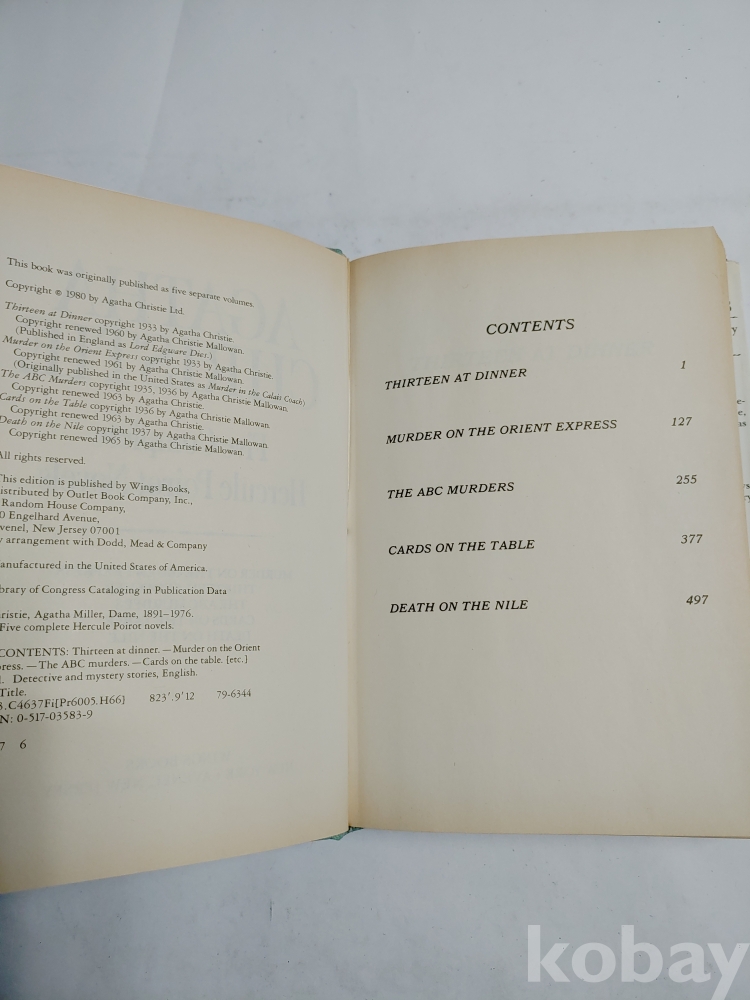 This book was originally published as five separate volumes.
Copyright © 1980 by Agatha Christie Ltd.
Thirteen at Dinner copyright 1933 by Agatha Christie.
Copyright renewed 1960 by Agatha Christie Mallowan.
(Published in England as Lord Edgware Dies.)
Murder on the Orient Express copyright 1933 by Agatha Christie.
Copyright renewed 1961 by Agatha Christie Mallowan.
(Originally published in the United States as Murder in the Calais Coach)
The ABC Murders copyright 1935, 1936 by Agatha Christie Mallowan.
Copyright renewed 1963 by Agatha Christie.
Cards on the Table copyright 1936 by Agatha Christie Mallowan.
Copyright renewed 1963 by Agatha Christie.
Death on the Nile copyright 1937 by Agatha Christie Mallowan.
Copyright renewed 1965 by Agatha Christie Mallowan.
All rights reserved.
This edition is published by Wings Books,
distributed by Outlet Book Company, Inc.,
Random House Company,
0 Engelhard Avenue,
venel, New Jersey 07001
y arrangement with Dodd, Mead & Company
anufactured in the United States of America.
ibrary of Congress Cataloging in Publication Data
hristie, Agatha Miller, Dame, 1891–1976.
Five complete Hercule Poirot novels.
CONTENTS: Thirteen at dinner. — Murder on the Orient
press. — The ABC murders. — Cards on the table. [etc.]
1. Detective and mystery stories, English.
Title.
3.C4637Fi[Pr6005.H66] 823'.9'12 79-6344
N: 0-517-03583-9
7 6
CONTENTS
THIRTEEN AT DINNER 1
MURDER ON THE ORIENT EXPRESS 127
THE ABC MURDERS 255
CARDS ON THE TABLE 377
DEATH ON THE NILE 497
kobay